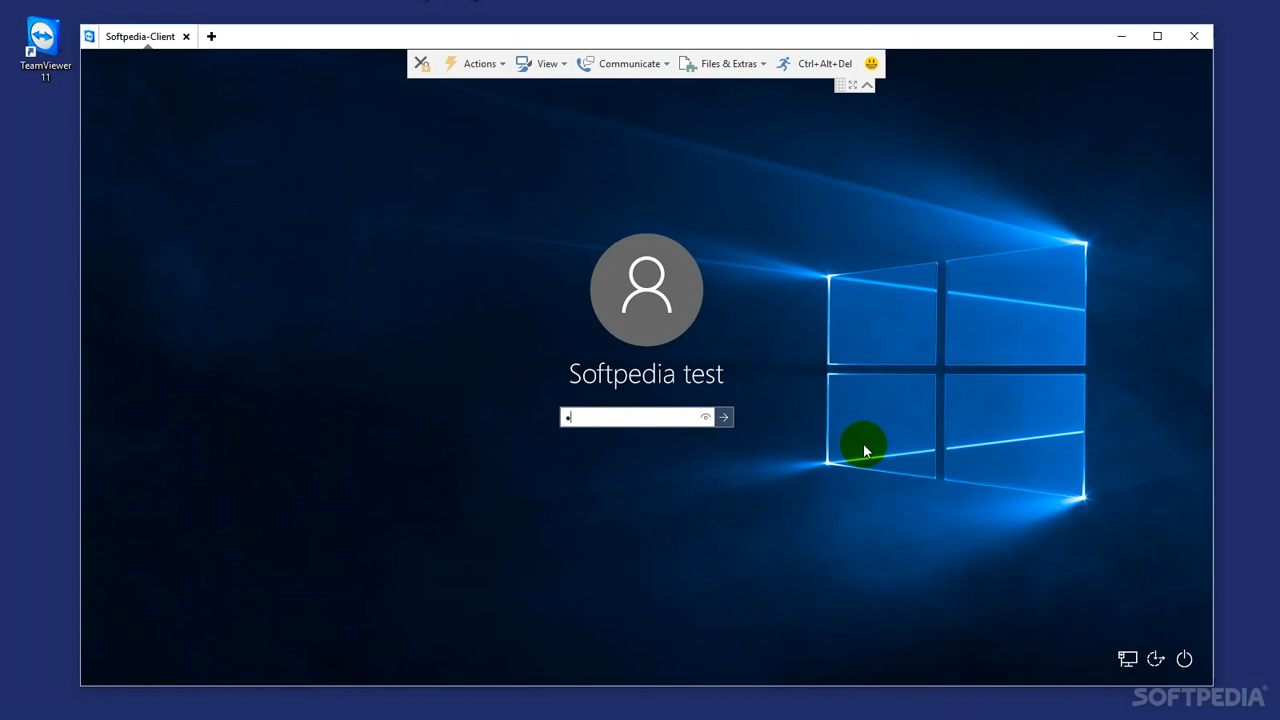 TeamViewer
11
Softpedia-Client
Actions View Communicate Files & Extras Ctrl+Alt+Del
Softpedia test
SOFTPEDIA®